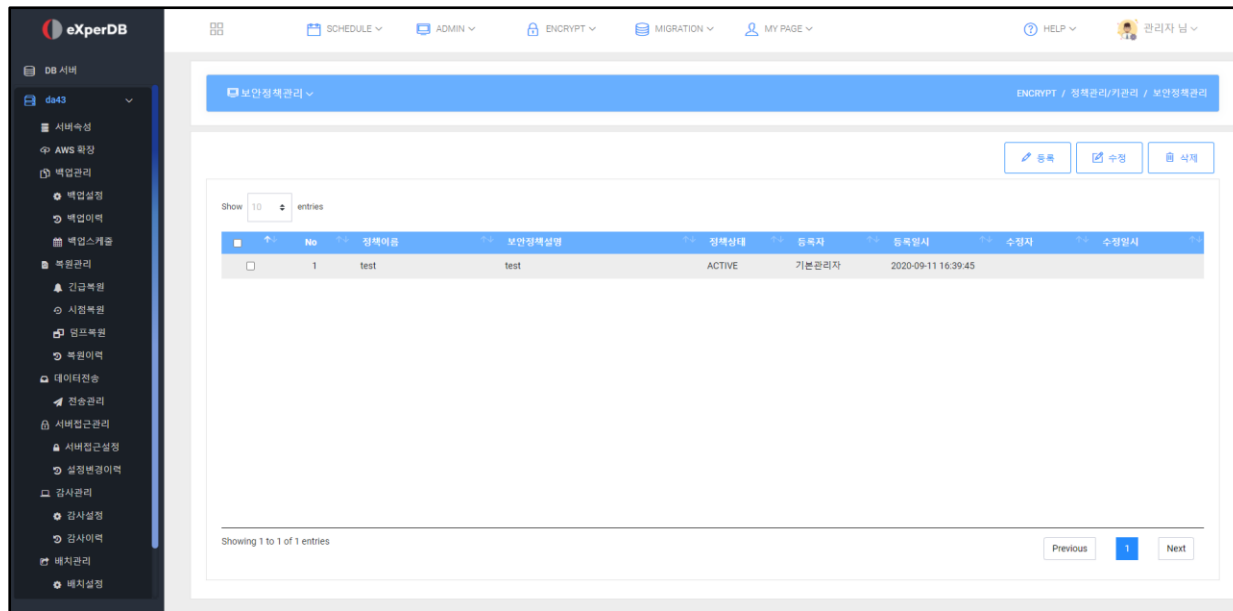 eXperDB
SCHEDULE
ADMIN
ENCRYPT
MIGRATION
MY PAGE
HELP
관리자 님
DB 서버
da43
서버속성
AWS 확장
백업관리
백업설정
백업이력
백업스케줄
복원관리
긴급복원
시점복원
덤프복원
복원이력
데이터전송
전송관리
서버접근관리
서버접근설정
설정변경이력
감사관리
감사설정
감사이력
배치관리
배치설정
보안정책관리
ENCRYPT / 정책관리/키관리 / 보안정책관리
등록 수정 삭제
Show 10 entries
No 정책이름 보안정책설명 정책상태 등록자 등록일시 수정자 수정일시
1 test test ACTIVE 기본관리자 2020-09-11 16:39:45
Showing 1 to 1 of 1 entries
Previous 1 Next